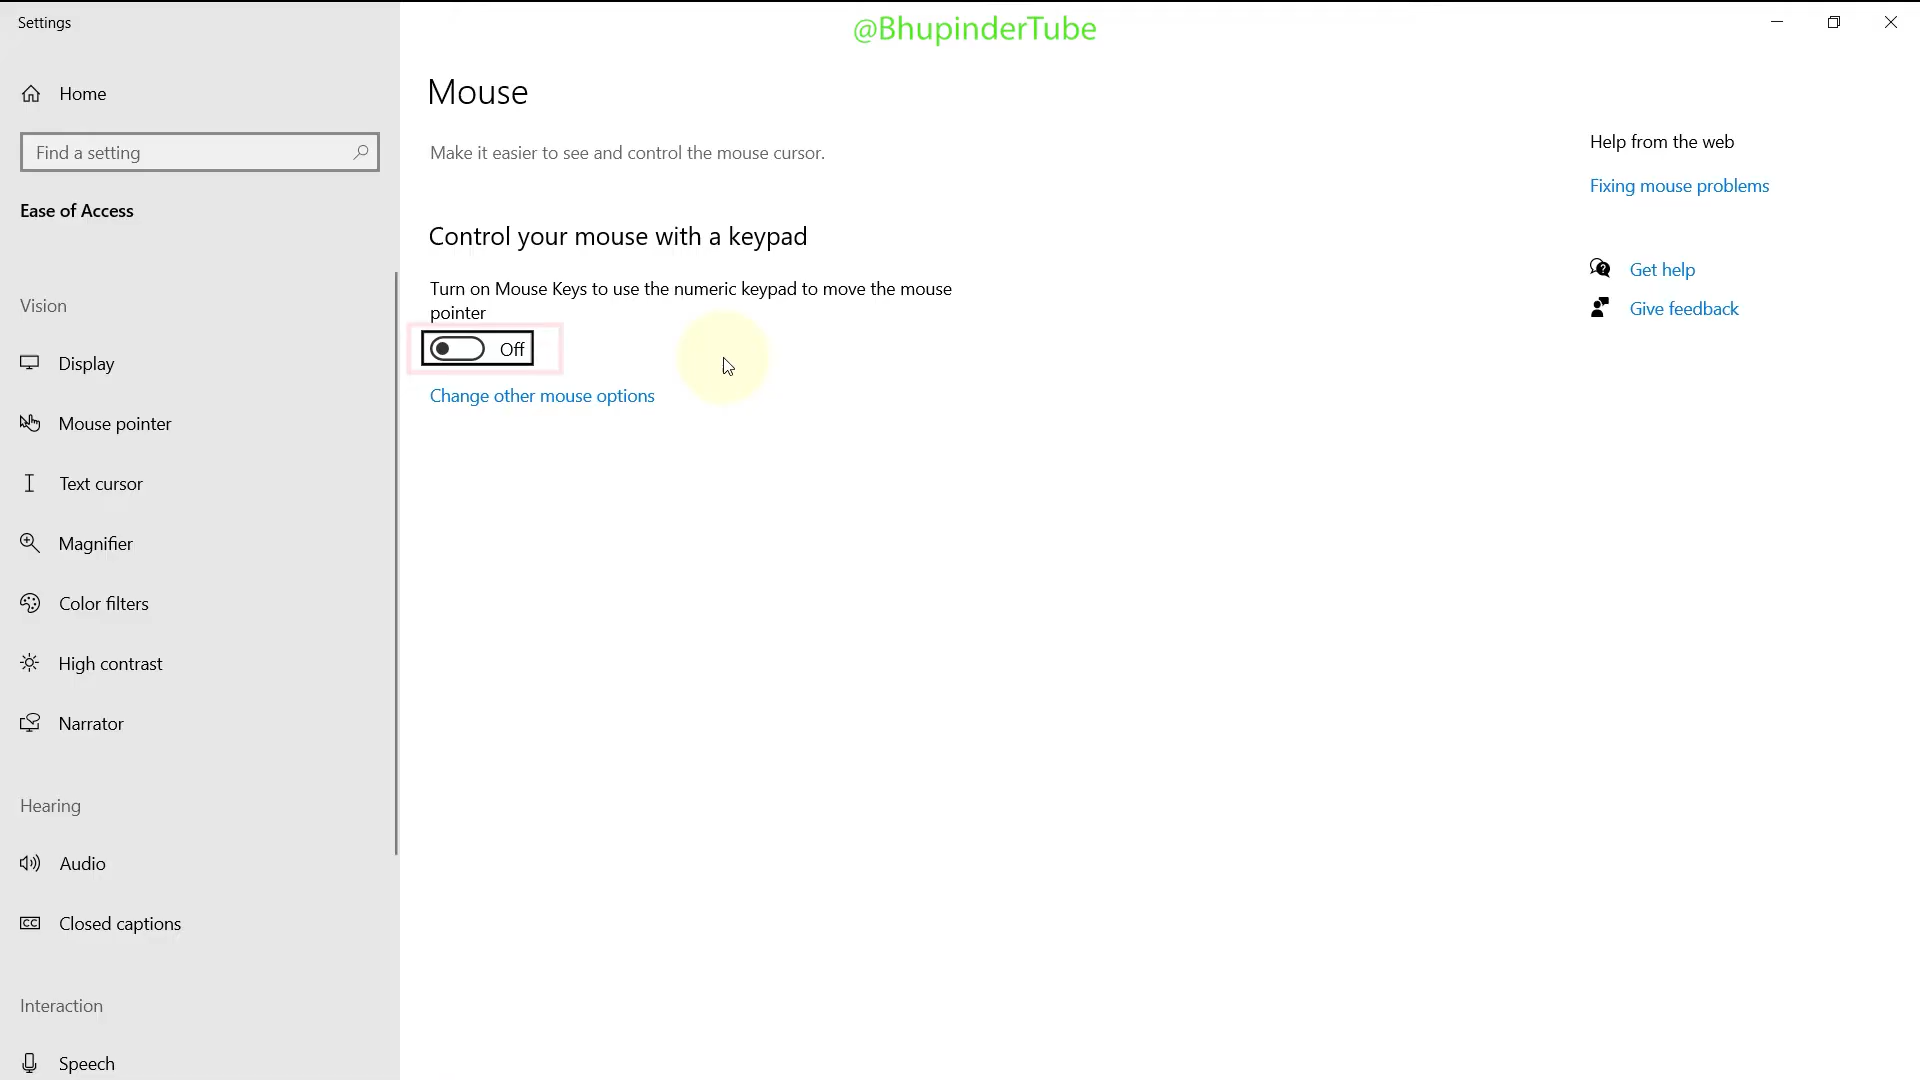 Settings
@BhupinderTube
Home
Find a setting
Ease of Access
Vision
Display
Mouse pointer
Text cursor
Magnifier
Color filters
High contrast
Narrator
Hearing
Audio
CC Closed captions
Interaction
Speech
Mouse
Make it easier to see and control the mouse cursor.
Control your mouse with a keypad
Turn on Mouse Keys to use the numeric keypad to move the mouse
pointer
Off
Change other mouse options
Help from the web
Fixing mouse problems
Get help
Give feedback